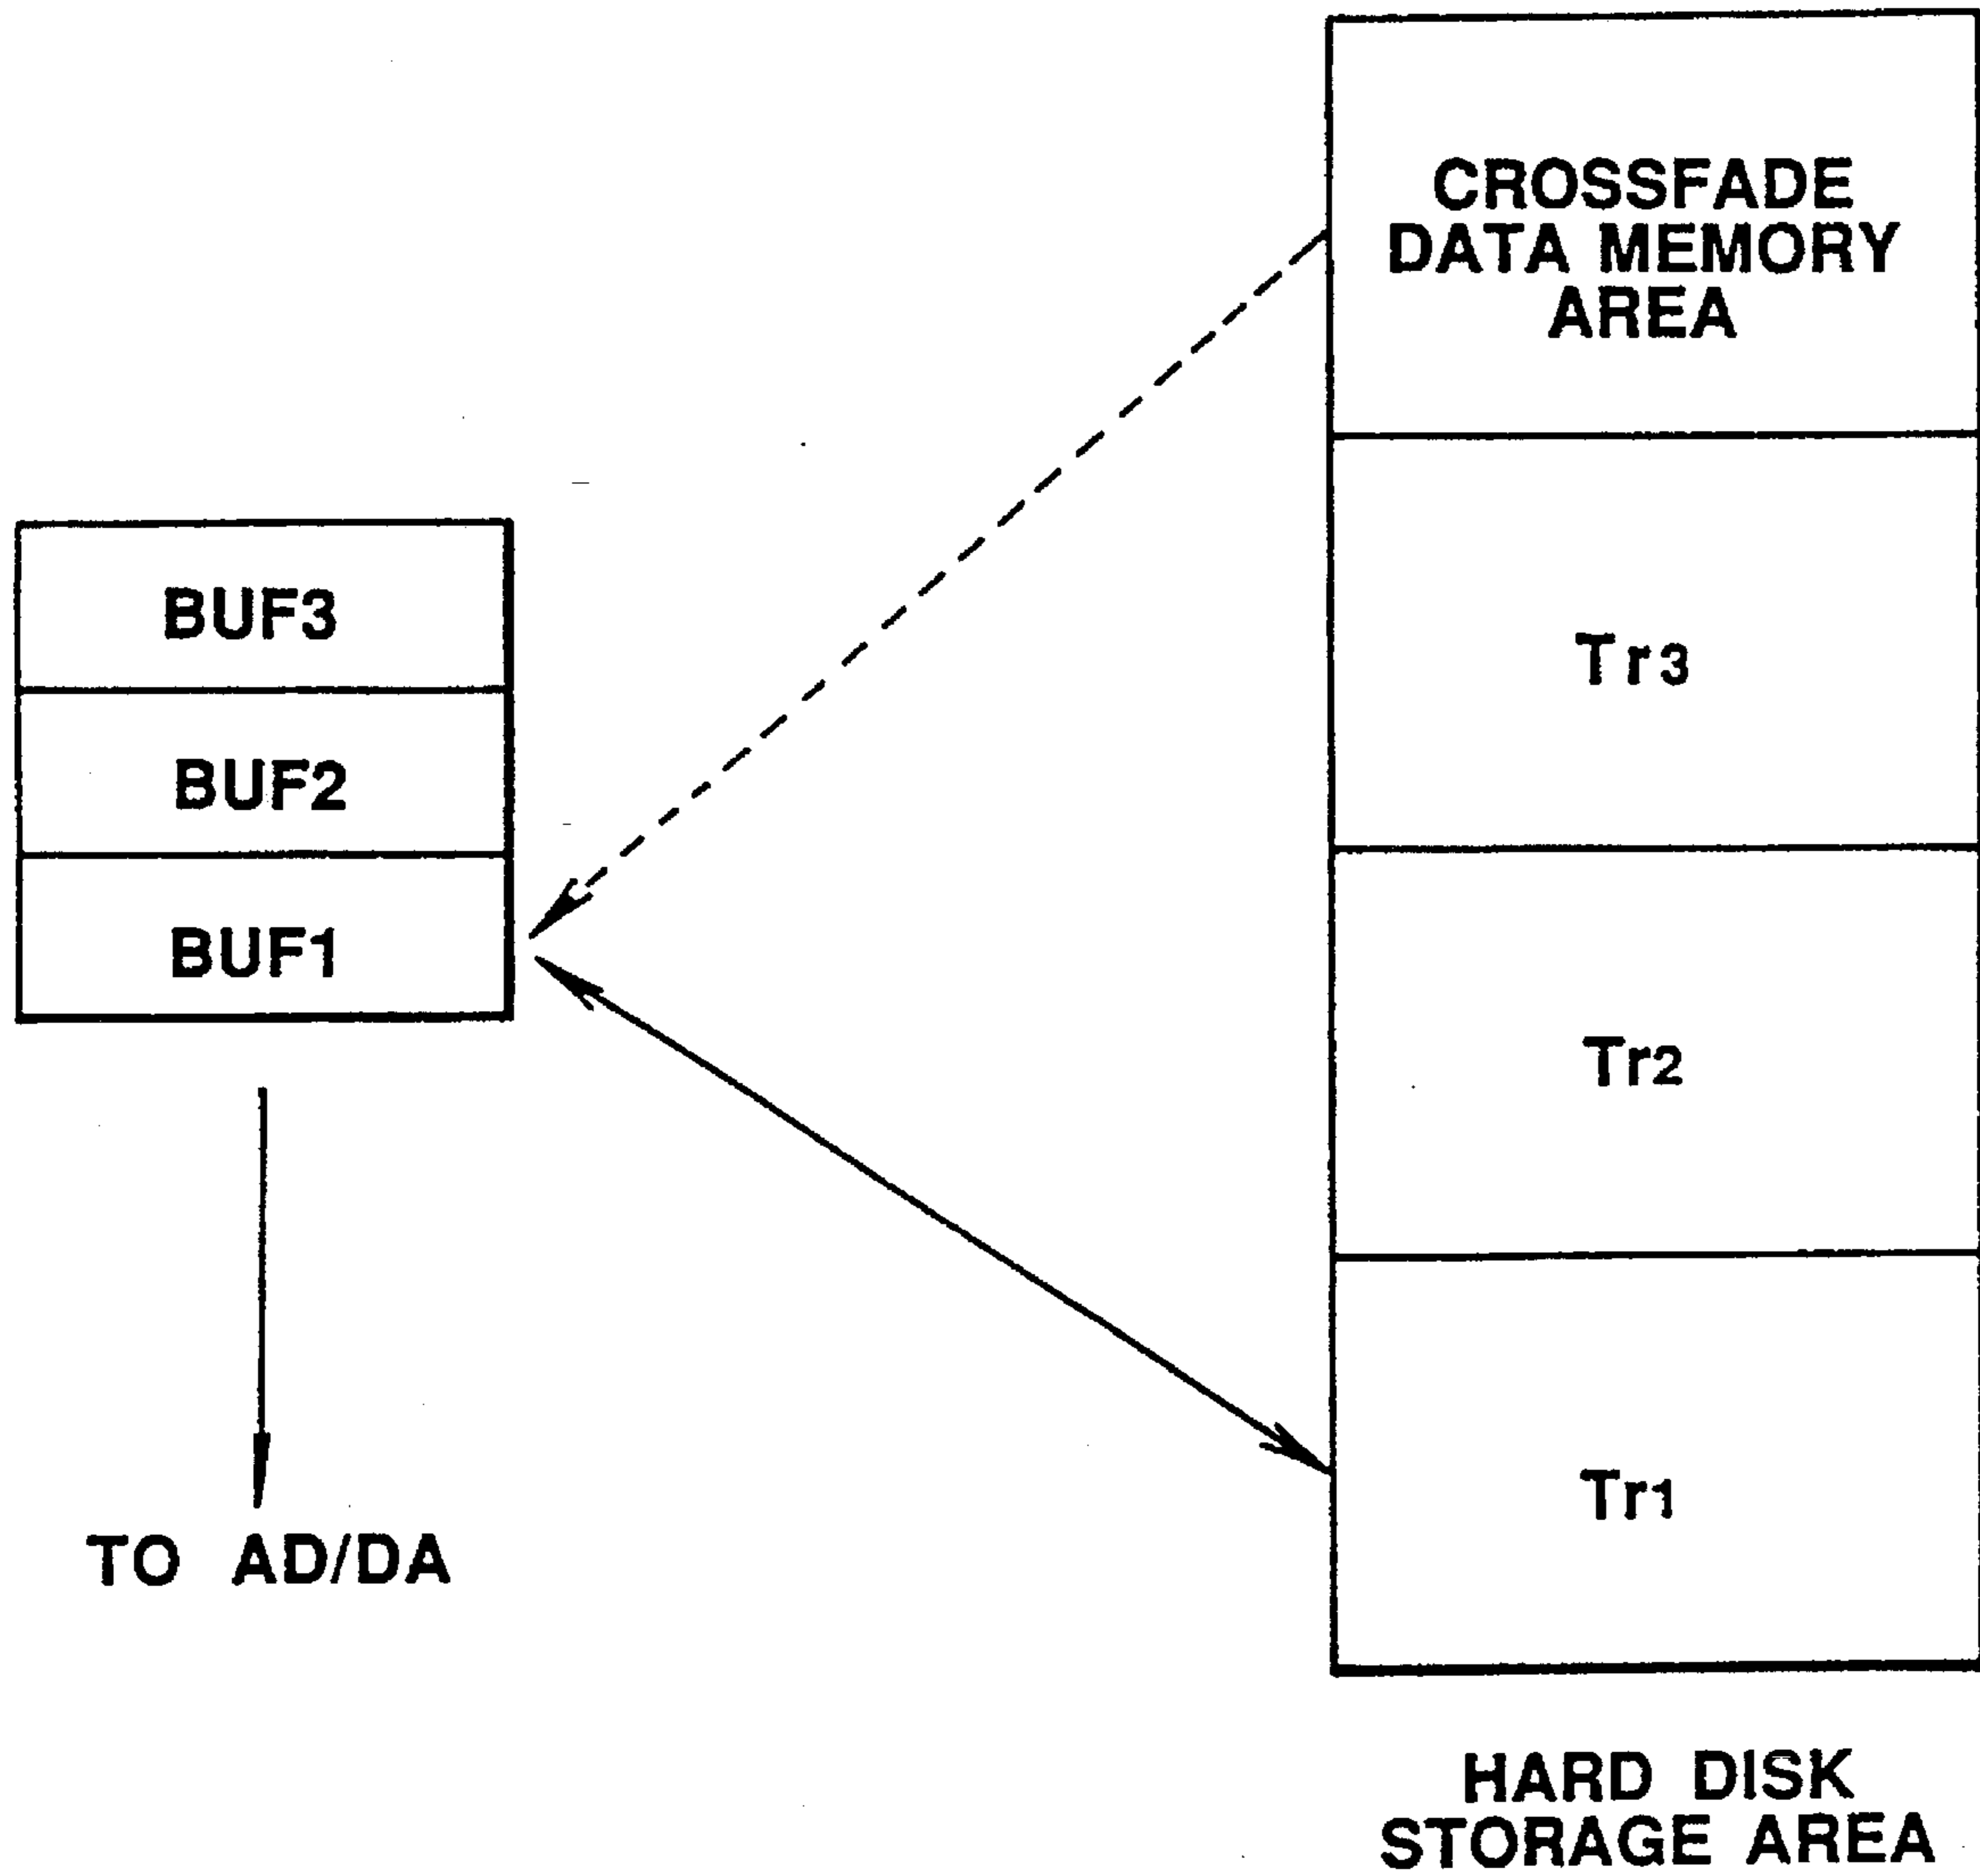 CROSSFADE
DATA MEMORY
AREA
BUF3
Tr3
BUF2
BUF1
Tr2
Tr1
TO AD/DA
HARD DISK
STORAGE AREA